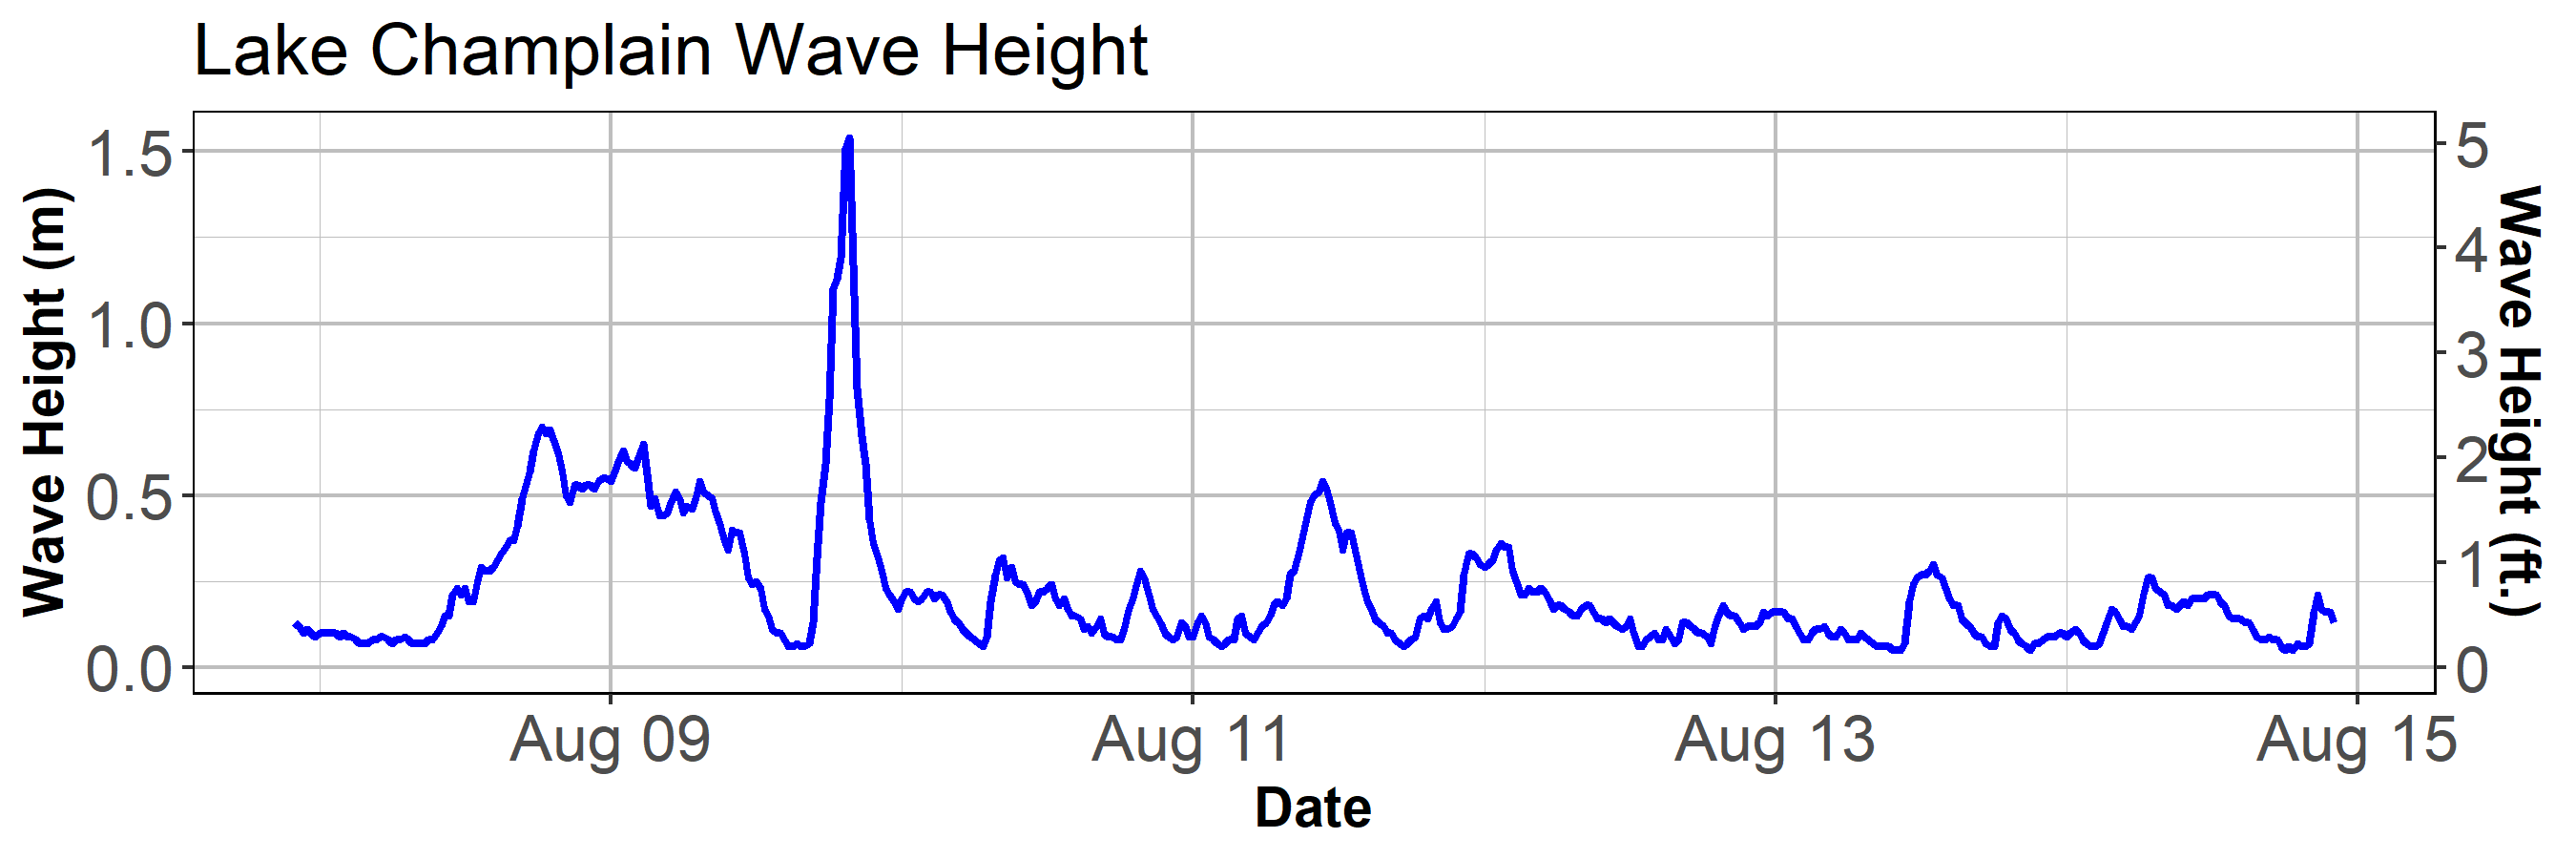 Lake Champlain Wave Height
Wave Height (m)
1.5
1.0
0.5
0.0
5
4
3
2
1
0
Wave Height (ft.)
Aug 09
Aug 11
Aug 13
Aug 15
Date